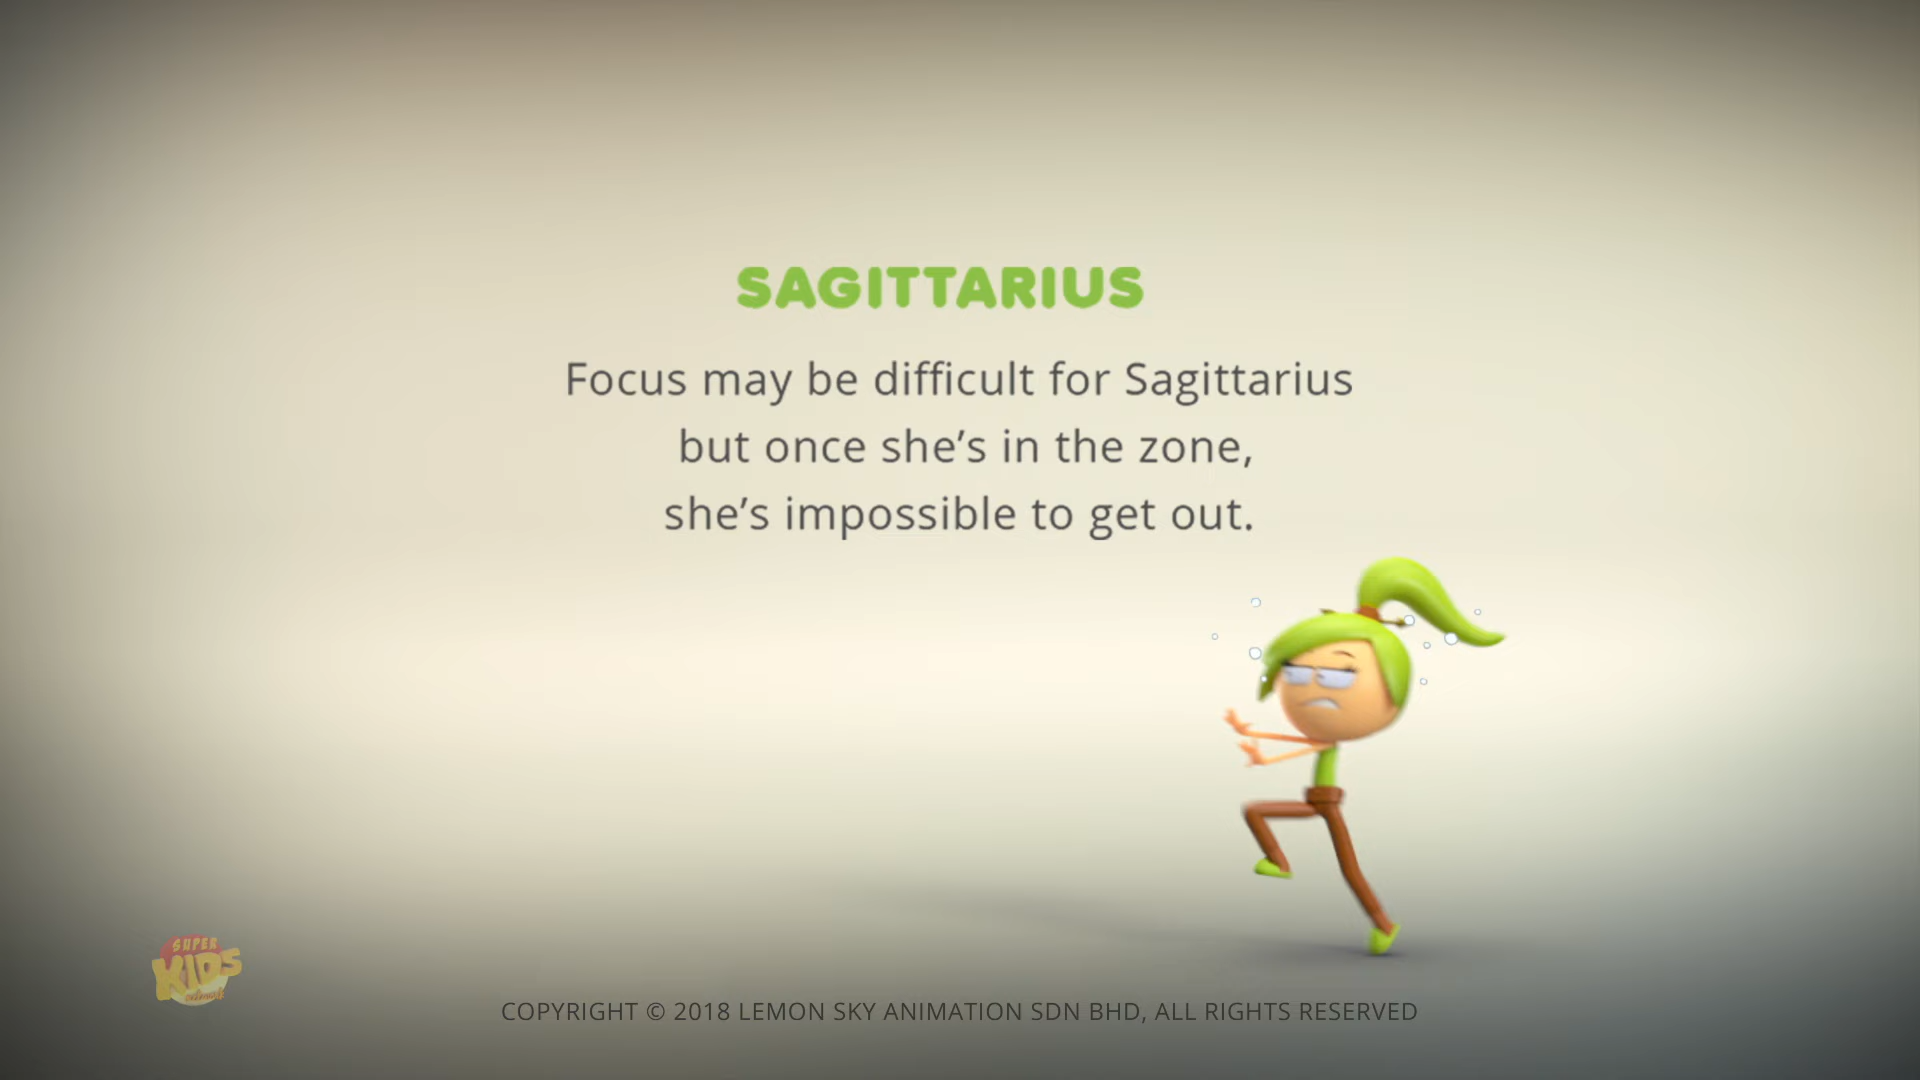 SAGITTARIUS
Focus may be difficult for Sagittarius
but once she’s in the zone,
she’s impossible to get out.
SUPER
KIDS
COPYRIGHT © 2018 LEMON SKY ANIMATION SDN BHD, ALL RIGHTS RESERVED